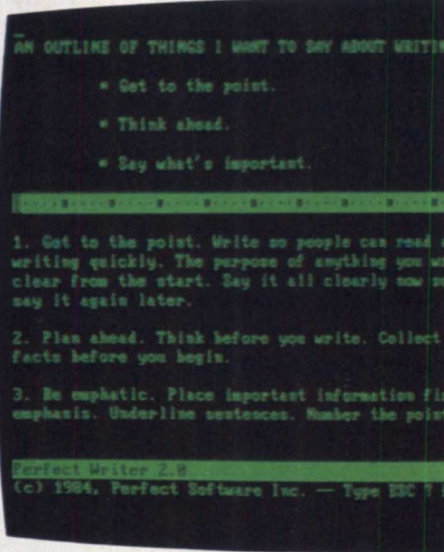 AN OUTLINE OF THINGS I WANT TO SAY ABOUT
* Get to the point.
* Think ahead.
* Say what's important.
1. Get to the point. Write so people can read
writing quickly. The purpose of anything you
clear from the start. Say it all clearly now
say it again later.
2. Plan ahead. Think before you write. Collect
facts before you begin.
3. Be emphatic. Place important information
emphasis. Underline sentences. Number the
Perfect Writer 2.0
(c) 1984, Perfect Software Inc. — Type ESC ?